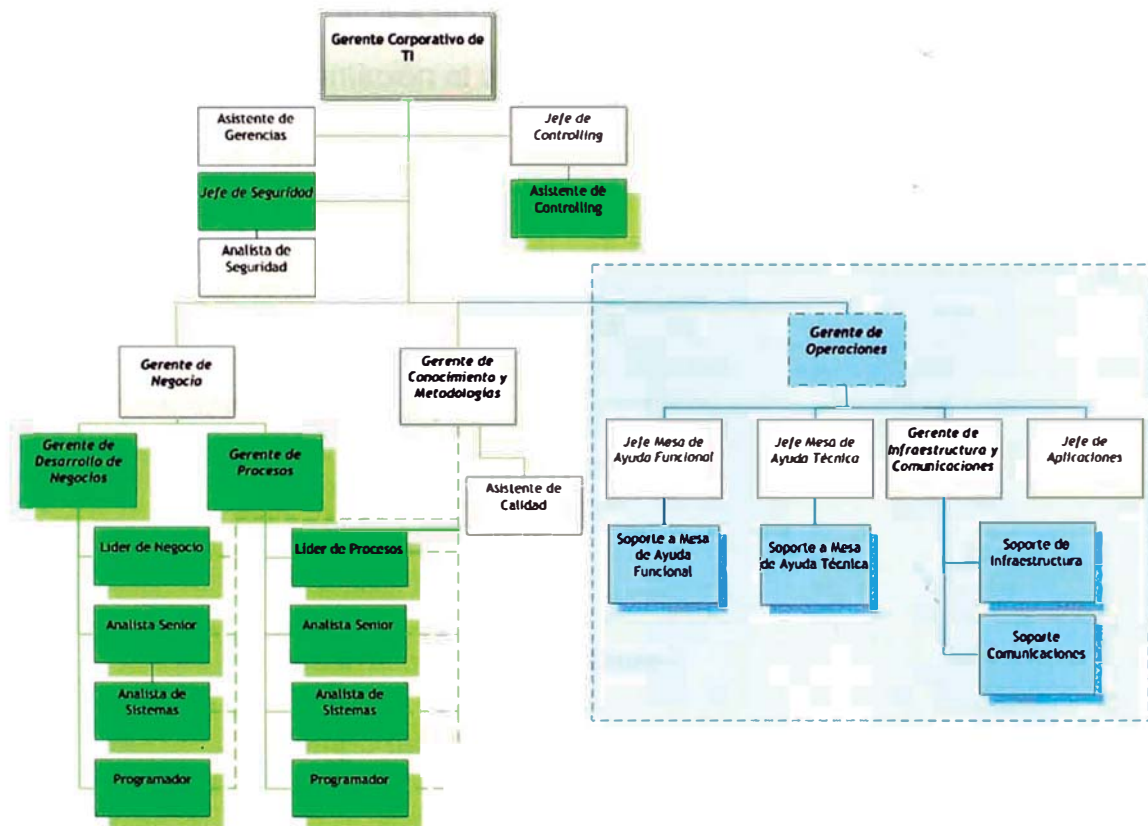 Gerente Corporativo de
TI
Asistente de
Gerencias
Jefe de
Controlling
Jefe de Seguridad
Asistente de
Controlling
Analista de
Seguridad
Gerente de
Operaciones
Gerente de
Negocio
Gerente de
Conocimiento y
Metodologías
Gerente de
Desarrollo de
Negocios
Gerente de
Procesos
Jefe Mesa de
Ayuda Funcional
Jefe Mesa de
Ayuda Técnica
Gerente de
Infraestructura y
Comunicaciones
Jefe de
Aplicaciones
Asistente de
Calidad
Lider de Negocio
Lider de Procesos
Soporte a Mesa
de Ayuda
Funcional
Soporte a Mesa
de Ayuda Técnica
Soporte de
Infraestructura
Analista Senior
Analista Senior
Soporte
Comunicaciones
Analista de
Sistemas
Analista de
Sistemas
Programador
Programador